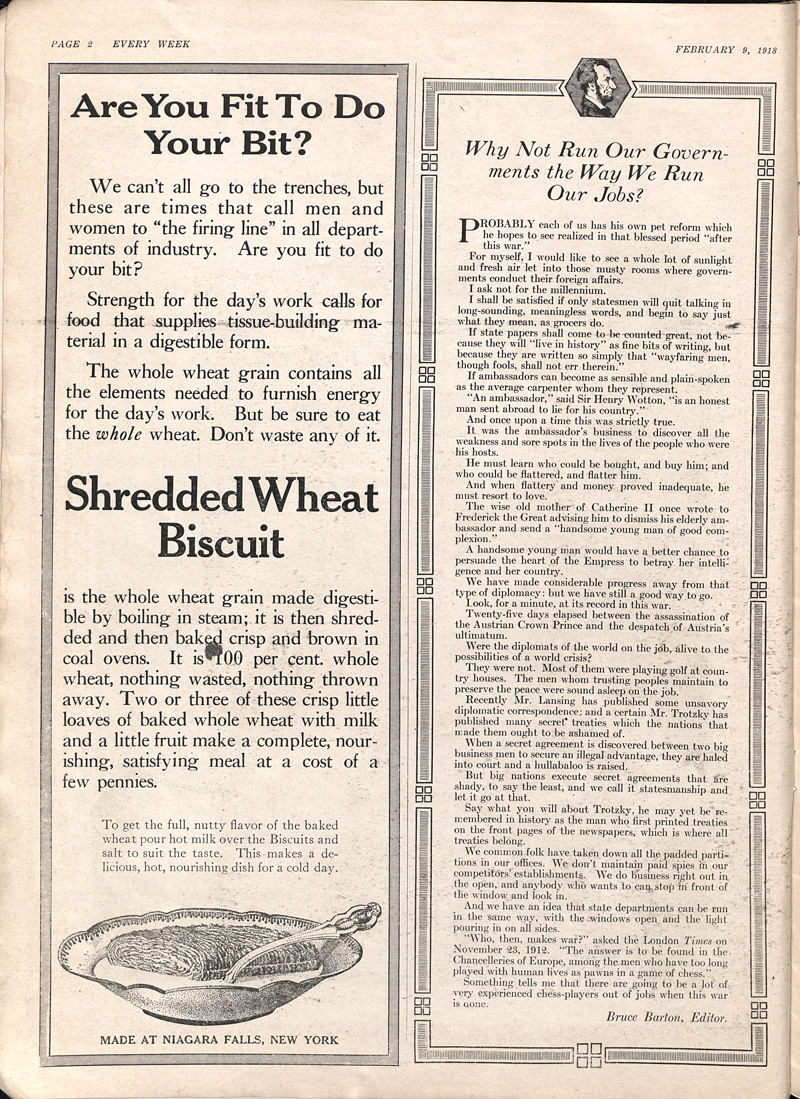 PAGE 2 EVERY WEEK
FEBRUARY 9, 1918
Are You Fit To Do
Your Bit?
We can't all go to the trenches, but
these are times that call men and
women to "the firing line" in all depart-
ments of industry. Are you fit to do
your bit?
Strength for the day's work calls for
food that supplies tissue-building ma-
terial in a digestible form.
The whole wheat grain contains all
the elements needed to furnish energy
for the day's work. But be sure to eat
the whole wheat. Don't waste any of it.
Shredded Wheat
Biscuit
is the whole wheat grain made digesti-
ble by boiling in steam; it is then shred-
ded and then baked crisp and brown in
coal ovens. It is 100 per cent. whole
wheat, nothing wasted, nothing thrown
away. Two or three of these crisp little
loaves of baked whole wheat with milk
and a little fruit make a complete, nour-
ishing, satisfying meal at a cost of a
few pennies.
To get the full, nutty flavor of the baked
wheat pour hot milk over the Biscuits and
salt to suit the taste. This makes a de-
licious, hot, nourishing dish for a cold day.
MADE AT NIAGARA FALLS, NEW YORK
Why Not Run Our Govern-
ments the Way We Run
Our Jobs?
PROBABLY each of us has his own pet reform which
he hopes to see realized in that blessed period "after
this war."
For myself, I would like to see a whole lot of sunlight
and fresh air let into those musty rooms where govern-
ments conduct their foreign affairs.
I ask not for the millennium.
I shall be satisfied if only statesmen will quit talking in
long-sounding, meaningless words, and begin to say just
what they mean, as grocers do.
If state papers shall come to be counted great, not be-
cause they will "live in history" as fine bits of writing, but
because they are written so simply that "wayfaring men,
though fools, shall not err therein."
If ambassadors can become as sensible and plain-spoken
as the average carpenter whom they represent.
"An ambassador," said Sir Henry Wotton, "is an honest
man sent abroad to lie for his country."
And once upon a time this was strictly true.
It was the ambassador's business to discover all the
weakness and sore spots in the lives of the people who were
his hosts.
He must learn who could be bought, and buy him; and
who could be flattered, and flatter him.
And when flattery and money proved inadequate, he
must resort to love.
The wise old mother of Catherine II once wrote to
Frederick the Great advising him to dismiss his elderly am-
bassador and send a "handsome young man of good com-
plexion."
A handsome young man would have a better chance to
persuade the heart of the Empress to betray her intelli-
gence and her country.
We have made considerable progress away from that
type of diplomacy: but we have still a good way to go.
Look, for a minute, at its record in this war.
Twenty-five days elapsed between the assassination of
the Austrian Crown Prince and the despatch of Austria's
ultimatum.
Were the diplomats of the world on the job, alive to the
possibilities of a world crisis?
They were not. Most of them were playing golf at coun-
try houses. The men whom trusting peoples maintain to
preserve the peace were sound asleep on the job.
Recently Mr. Lansing has published some unsavory
diplomatic correspondence; and a certain Mr. Trotzky has
published many secret treaties which the nations that
made them ought to be ashamed of.
When a secret agreement is discovered between two big
business men to secure an illegal advantage, they are haled
into court and a hullabaloo is raised.
But big nations execute secret agreements that are
shady, to say the least, and we call it statesmanship and
let it go at that.
Say what you will about Trotzky, he may yet be re-
membered in history as the man who first printed treaties
on the front pages of the newspapers, which is where all
treaties belong.
We common folk have taken down all the padded parti-
tions in our offices. We don't maintain paid spies in our
competitors' establishments. We do business right out in
the open, and anybody who wants to can stop in front of
the window and look in.
And we have an idea that state departments can be run
in the same way, with the windows open and the light
pouring in on all sides.
"Who, then, makes war?" asked the London Times on
November 23, 1912. "The answer is to be found in the
Chancelleries of Europe, among the men who have too long
played with human lives as pawns in a game of chess."
Something tells me that there are going to be a lot of
very experienced chess-players out of jobs when this war
is done.
Bruce Barton, Editor.